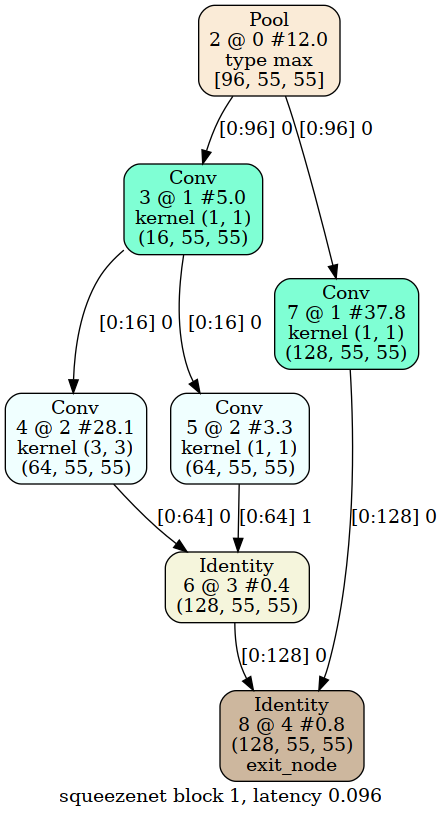 Pool
2 @ 0 #12.0
type max
[96, 55, 55]
[0:96] 0
[0:96] 0
Conv
3 @ 1 #5.0
kernel (1, 1)
(16, 55, 55)
Conv
7 @ 1 #37.8
kernel (1, 1)
(128, 55, 55)
[0:16] 0
[0:16] 0
Conv
4 @ 2 #28.1
kernel (3, 3)
(64, 55, 55)
Conv
5 @ 2 #3.3
kernel (1, 1)
(64, 55, 55)
[0:64] 0
[0:64] 1
[0:128] 0
Identity
6 @ 3 #0.4
(128, 55, 55)
[0:128] 0
Identity
8 @ 4 #0.8
(128, 55, 55)
exit_node
squeezenet block 1, latency 0.096